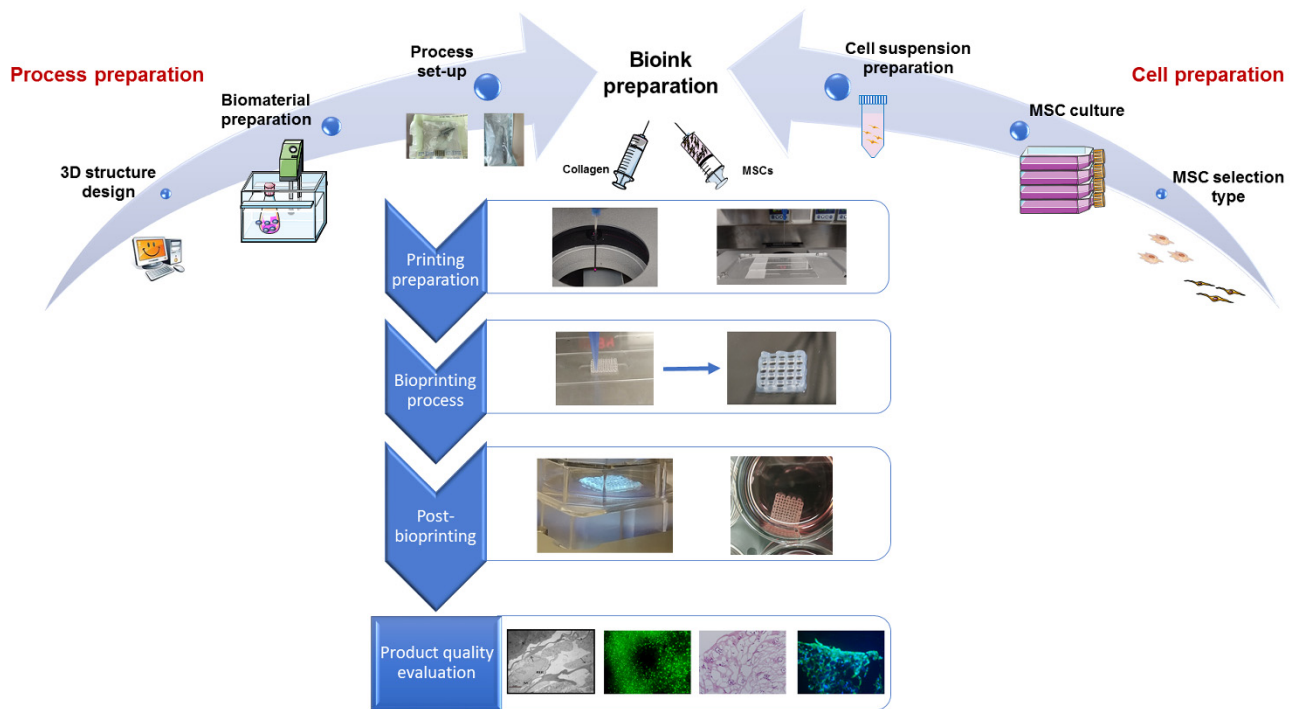 Process preparation
3D structure
design
Biomaterial
preparation
Process
set-up
Bioink
preparation
Collagen
MSCs
Cell suspension
preparation
MSC culture
MSC selection
type
Cell preparation
Printing
preparation
Bioprinting
process
Post-
bioprinting
Product quality
evaluation